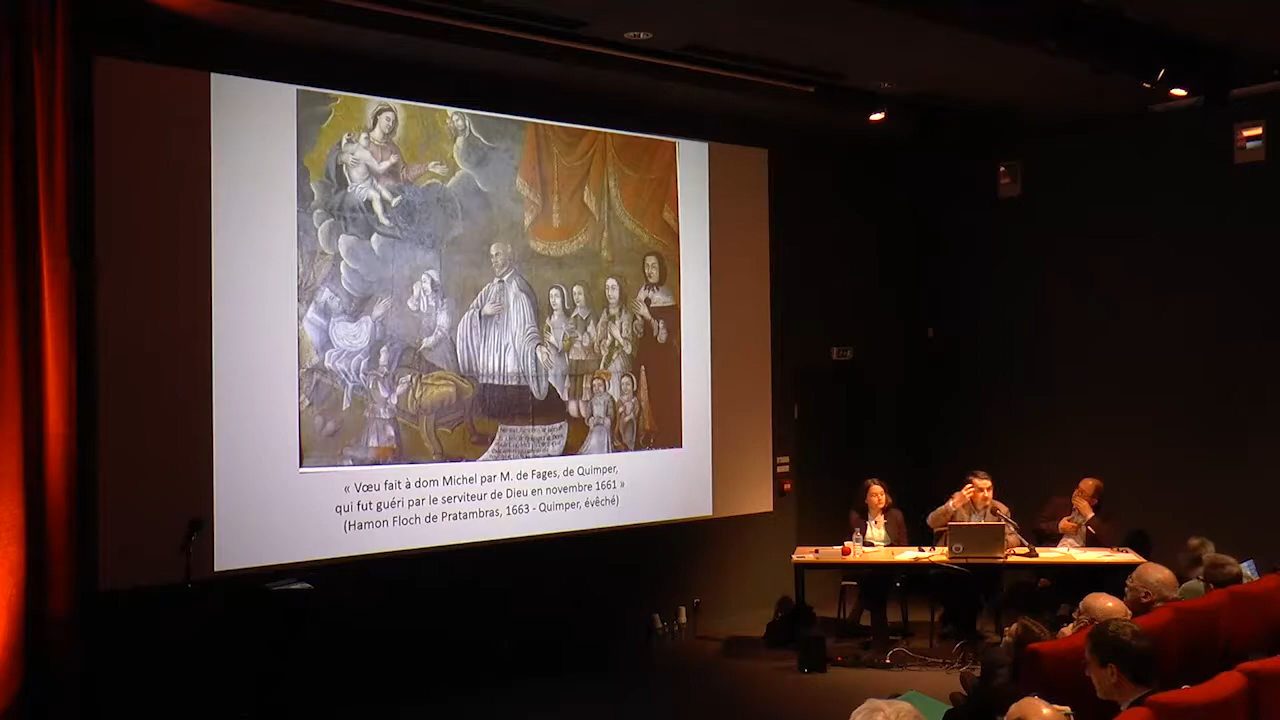 « Vœu fait à dom Michel par M. de Fages, de Quimper,
qui fut guéri par le serviteur de Dieu en novembre 1661 »
(Hamon Floch de Pratambras, 1663 - Quimper, évêché)